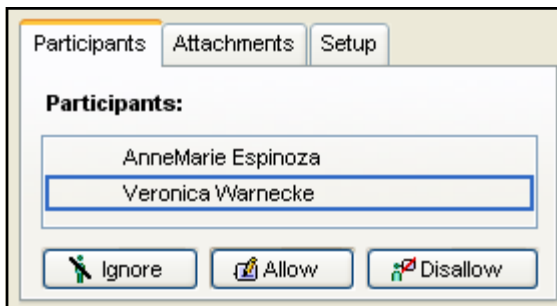 Participants Attachments Setup
Participants:
AnneMarie Espinoza
Veronica Warnecke
Ignore Allow Disallow